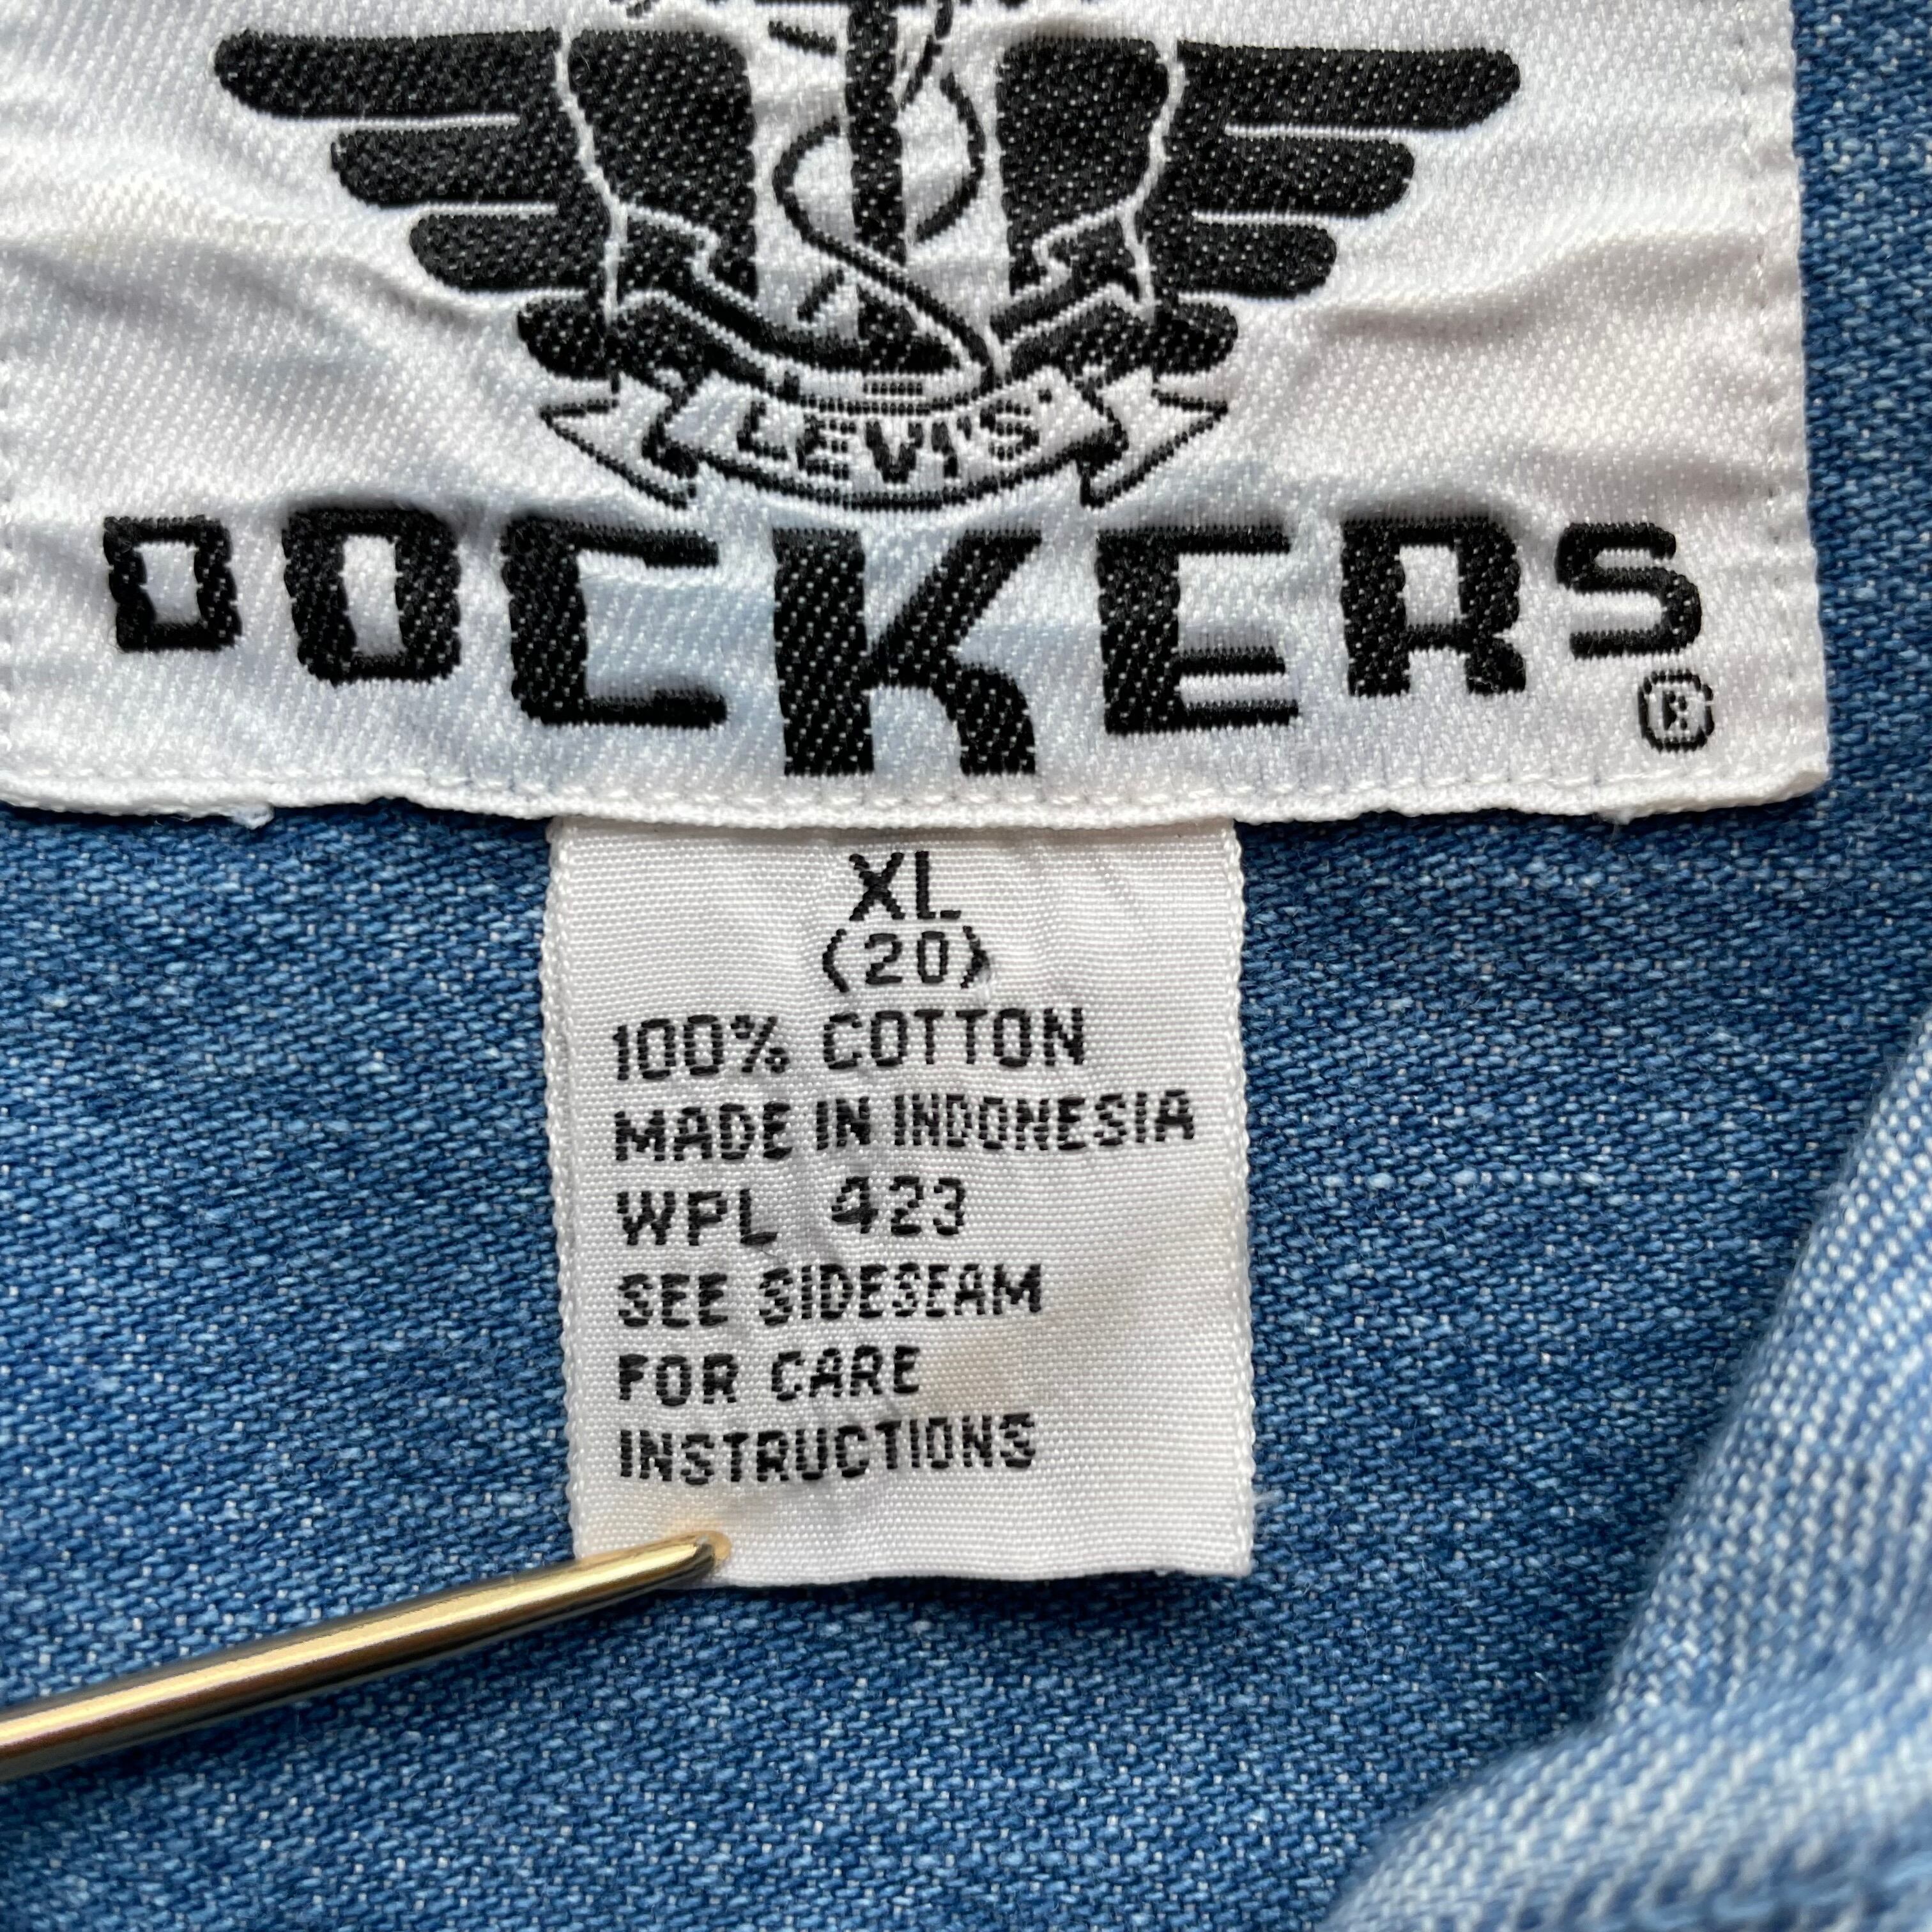 LEVI'S
DOCKERS®
XL
(20)
100% COTTON
MADE IN INDONESIA
WPL 423
SEE SIDESEAM
FOR CARE
INSTRUCTIONS